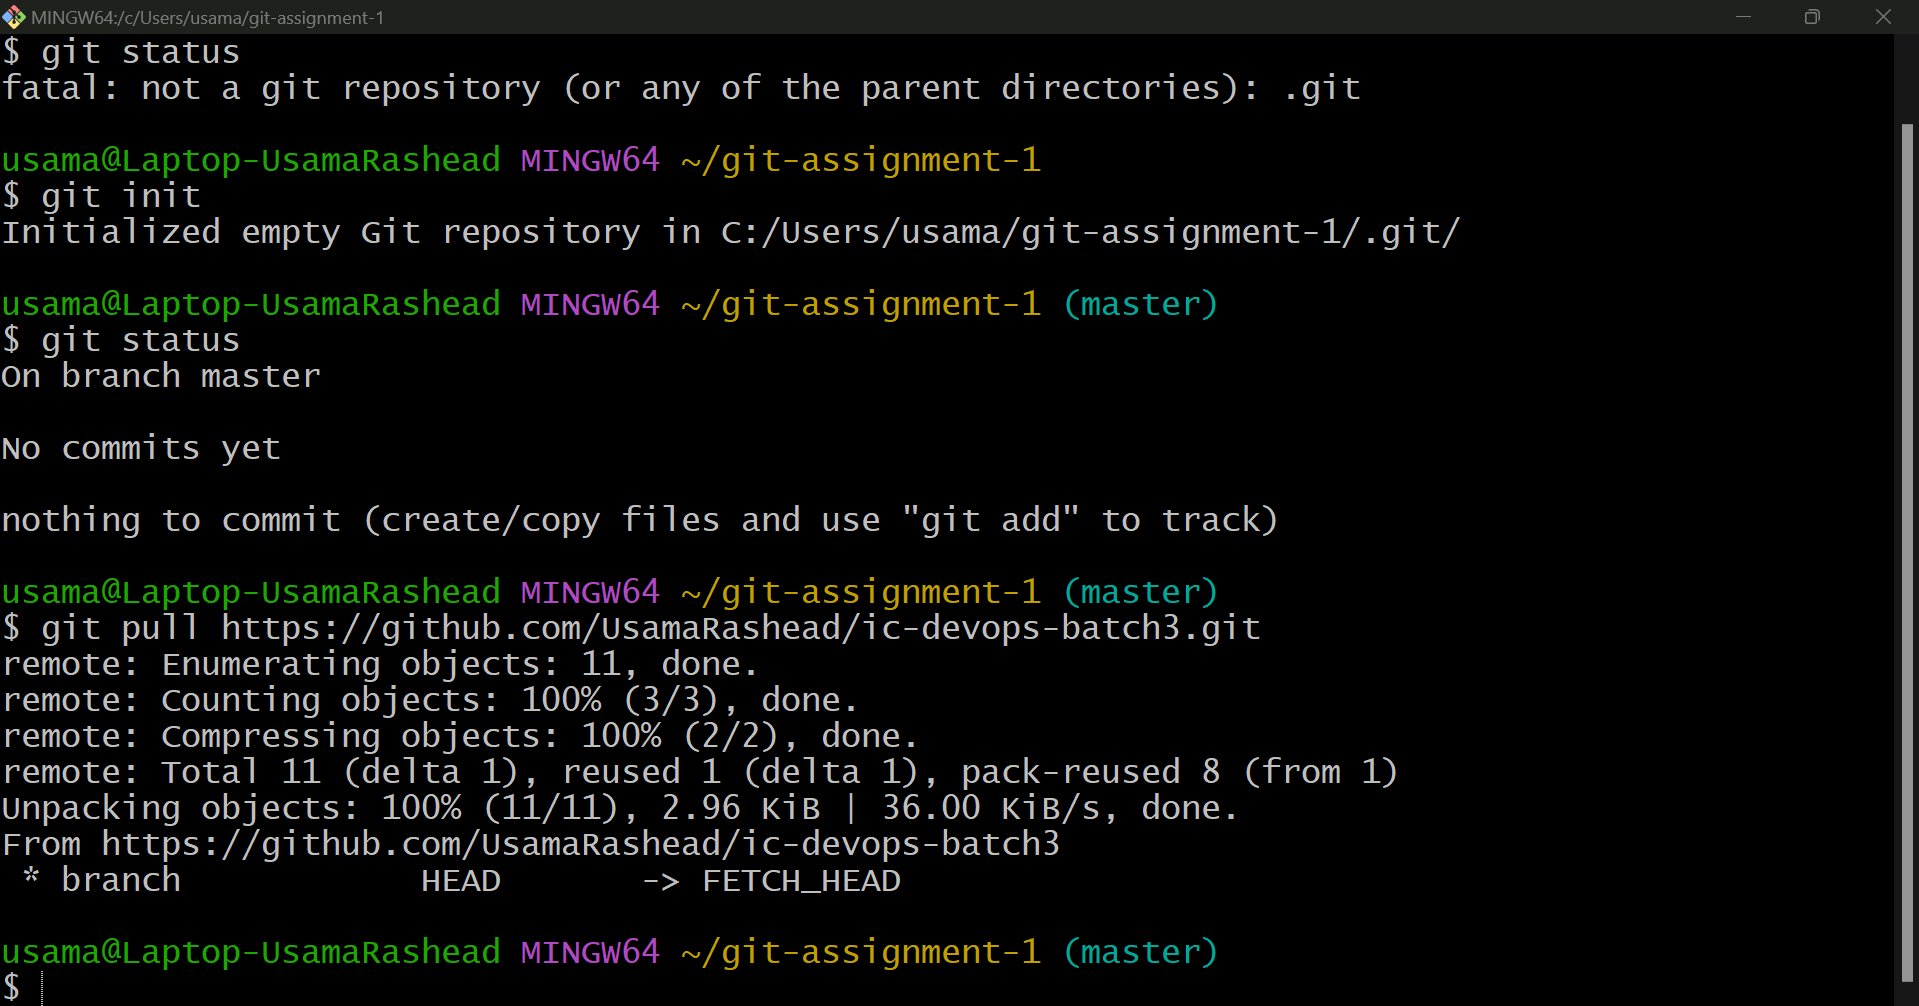 MINGW64:/c/Users/usama/git-assignment-1
$ git status
fatal: not a git repository (or any of the parent directories): .git
usama@Laptop-UsamaRashead MINGW64 ~/git-assignment-1
$ git init
Initialized empty Git repository in C:/Users/usama/git-assignment-1/.git/
usama@Laptop-UsamaRashead MINGW64 ~/git-assignment-1 (master)
$ git status
On branch master
No commits yet
nothing to commit (create/copy files and use "git add" to track)
usama@Laptop-UsamaRashead MINGW64 ~/git-assignment-1 (master)
$ git pull https://github.com/UsamaRashead/ic-devops-batch3.git
remote: Enumerating objects: 11, done.
remote: Counting objects: 100% (3/3), done.
remote: Compressing objects: 100% (2/2), done.
remote: Total 11 (delta 1), reused 1 (delta 1), pack-reused 8 (from 1)
Unpacking objects: 100% (11/11), 2.96 KiB | 36.00 KiB/s, done.
From https://github.com/UsamaRashead/ic-devops-batch3
 * branch            HEAD       -> FETCH_HEAD
usama@Laptop-UsamaRashead MINGW64 ~/git-assignment-1 (master)
$